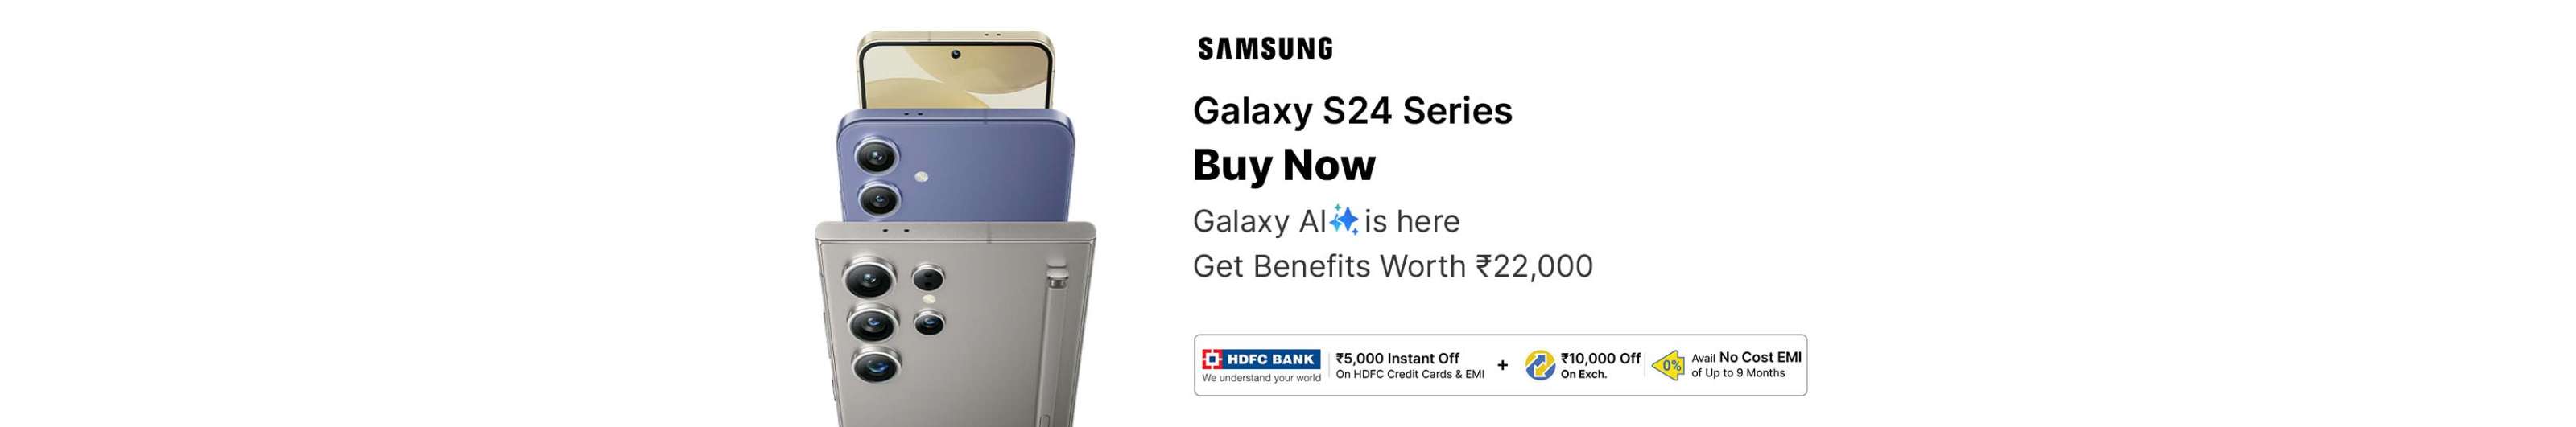 SAMSUNG
Galaxy S24 Series
Buy Now
Galaxy AI is here
Get Benefits Worth ₹22,000
HDFC BANK
We understand your world
₹5,000 Instant Off
On HDFC Credit Cards & EMI
+
₹10,000 Off
On Exch.
0%
Avail No Cost EMI
of Up to 9 Months